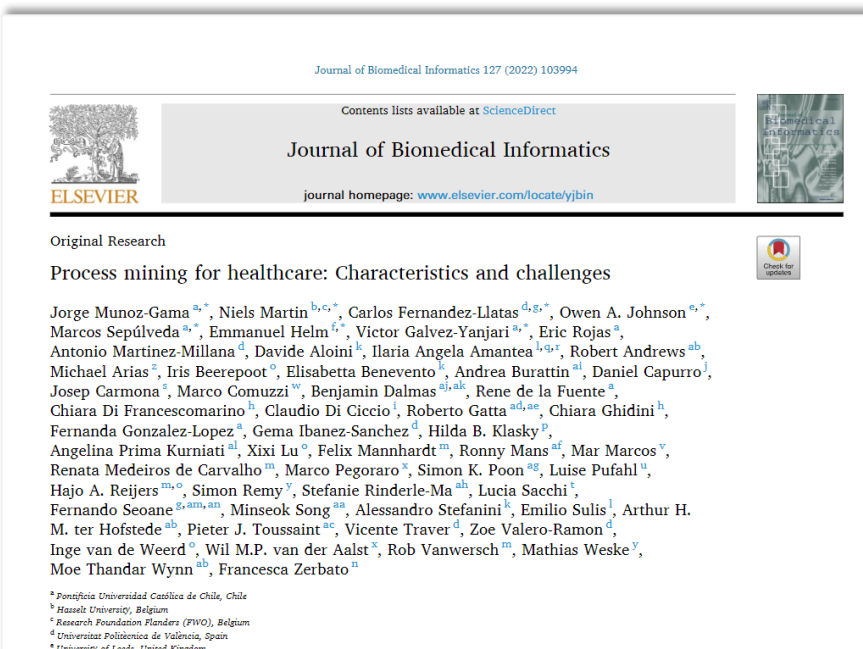 Journal of Biomedical Informatics 127 (2022) 103994
Contents lists available at ScienceDirect
Journal of Biomedical Informatics
journal homepage: www.elsevier.com/locate/yjbin
ELSEVIER
Biomedical
Informatics
Check for
updates
Original Research
Process mining for healthcare: Characteristics and challenges
Jorge Munoz-Gama a,*, Niels Martin b,c,*, Carlos Fernandez-Llatas d,g,*, Owen A. Johnson e,*,
Marcos Sepúlveda a,*, Emmanuel Helm f,*, Victor Galvez-Yanjari a,*, Eric Rojas a,
Antonio Martinez-Millana d, Davide Aloini k, Ilaria Angela Amantea l,q,r, Robert Andrews ab,
Michael Arias z, Iris Beerepoot o, Elisabetta Benevento k, Andrea Burattin ai, Daniel Capurro j,
Josep Carmona s, Marco Comuzzi w, Benjamin Dalmas aj,ak, Rene de la Fuente a,
Chiara Di Francescomarino h, Claudio Di Ciccio i, Roberto Gatta ad,ae, Chiara Ghidini h,
Fernanda Gonzalez-Lopez a, Gema Ibanez-Sanchez d, Hilda B. Klasky p,
Angelina Prima Kurniati al, Xixi Lu o, Felix Mannhardt m, Ronny Mans af, Mar Marcos v,
Renata Medeiros de Carvalho m, Marco Pegoraro x, Simon K. Poon ag, Luise Pufahl u,
Hajo A. Reijers m,o, Simon Remy y, Stefanie Rinderle-Ma ah, Lucia Sacchi t,
Fernando Seoane g,am,an, Minseok Song aa, Alessandro Stefanini k, Emilio Sulis l, Arthur H.
M. ter Hofstede ab, Pieter J. Toussaint ac, Vicente Traver d, Zoe Valero-Ramon d,
Inge van de Weerd o, Wil M.P. van der Aalst x, Rob Vanwersch m, Mathias Weske y,
Moe Thandar Wynn ab, Francesca Zerbato n
a Pontificia Universidad Católica de Chile, Chile
b Hasselt University, Belgium
c Research Foundation Flanders (FWO), Belgium
d Universitat Politècnica de València, Spain
e University of Leeds, United Kingdom